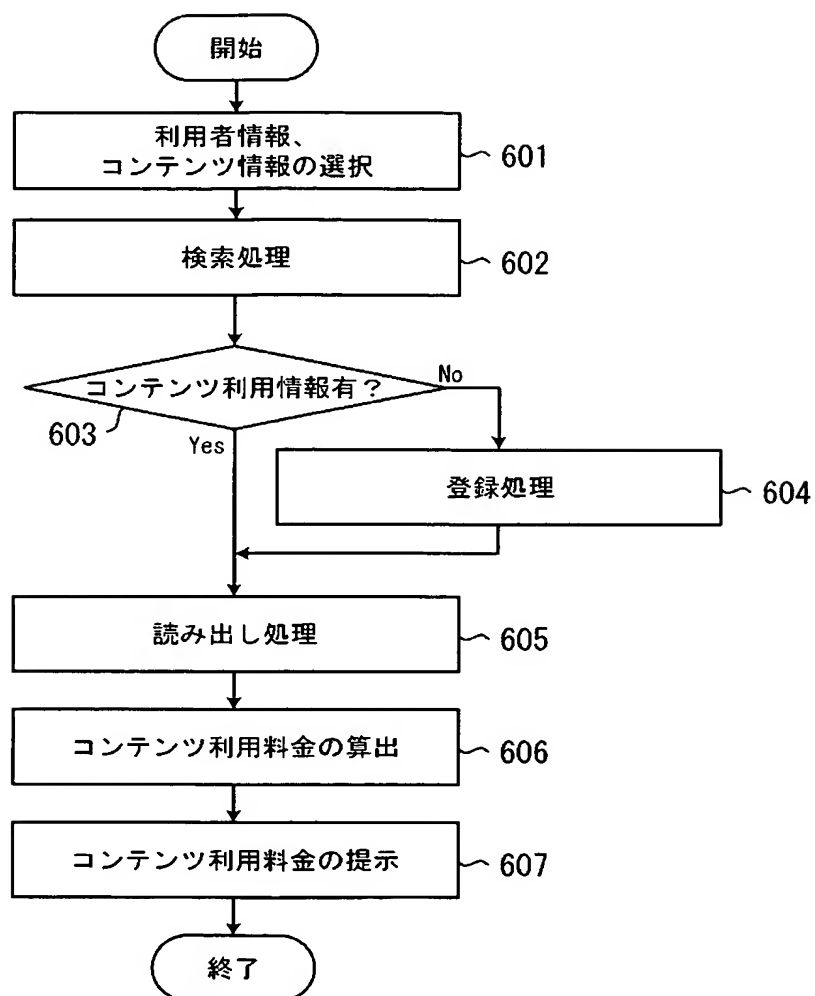 開始
利用者情報、
コンテンツ情報の選択
601
検索処理
602
コンテンツ利用情報有?
No
603
Yes
登録処理
604
読み出し処理
605
コンテンツ利用料金の算出
606
コンテンツ利用料金の提示
607
終了